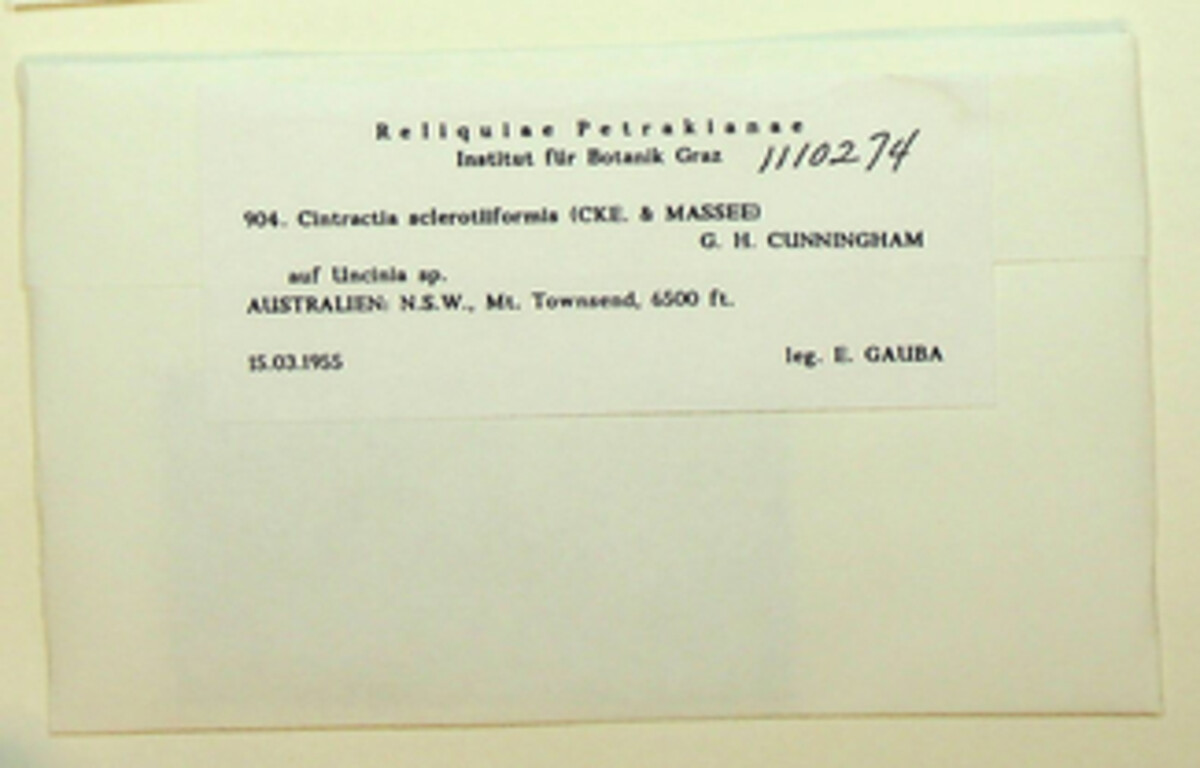 Reliquiae Petrakianae
Institut für Botanik Graz 1110274
904. Cintractia sclerotiiformis (CKE. & MASSEE)
G. H. CUNNINGHAM
auf Uncinia sp.
AUSTRALIEN: N.S.W., Mt. Townsend, 6500 ft.
15.03.1955 leg. E. GAUBA